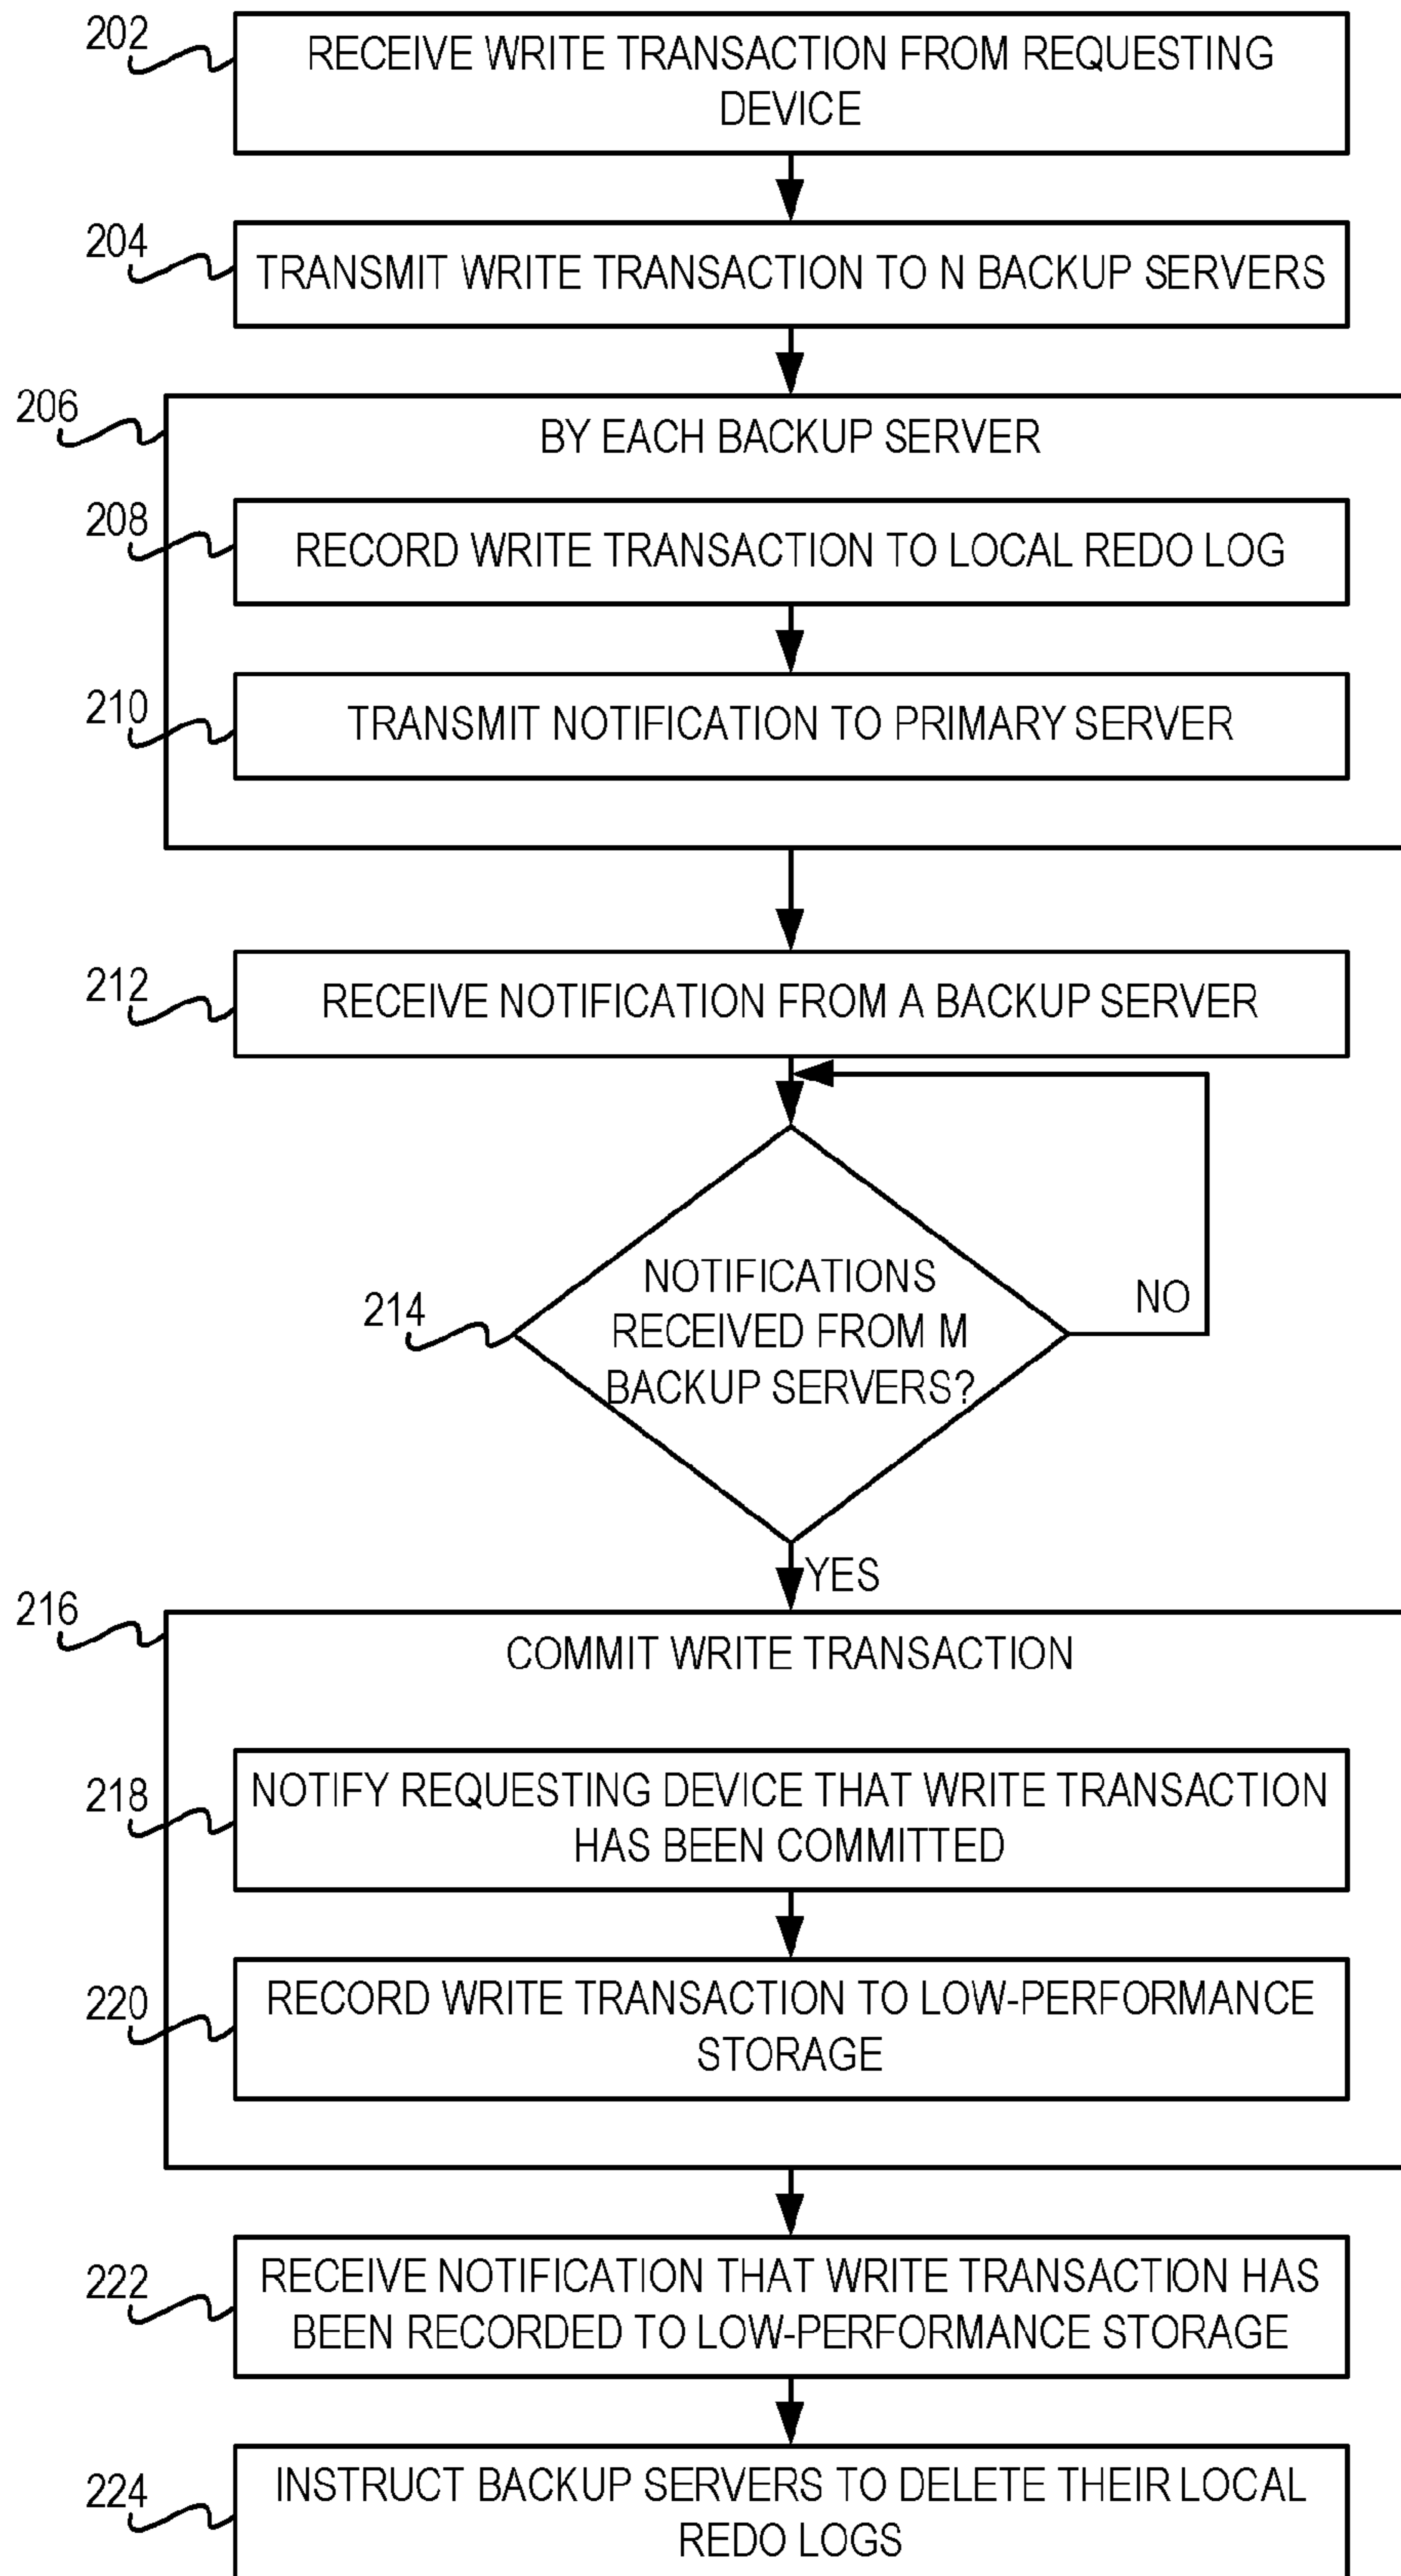 202
RECEIVE WRITE TRANSACTION FROM REQUESTING
DEVICE
204
TRANSMIT WRITE TRANSACTION TO N BACKUP SERVERS
206
BY EACH BACKUP SERVER
208
RECORD WRITE TRANSACTION TO LOCAL REDO LOG
210
TRANSMIT NOTIFICATION TO PRIMARY SERVER
212
RECEIVE NOTIFICATION FROM A BACKUP SERVER
214
NOTIFICATIONS
RECEIVED FROM M
BACKUP SERVERS?
NO
YES
216
COMMIT WRITE TRANSACTION
218
NOTIFY REQUESTING DEVICE THAT WRITE TRANSACTION
HAS BEEN COMMITTED
220
RECORD WRITE TRANSACTION TO LOW-PERFORMANCE
STORAGE
222
RECEIVE NOTIFICATION THAT WRITE TRANSACTION HAS
BEEN RECORDED TO LOW-PERFORMANCE STORAGE
224
INSTRUCT BACKUP SERVERS TO DELETE THEIR LOCAL
REDO LOGS